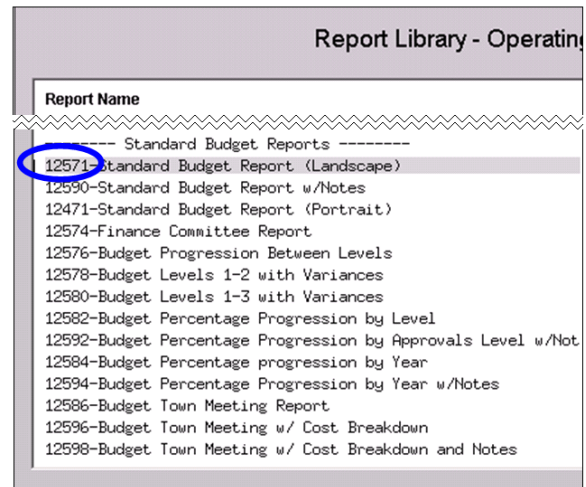 Report Library - Operating
Report Name
-------- Standard Budget Reports --------
12571-Standard Budget Report (Landscape)
12590-Standard Budget Report w/Notes
12471-Standard Budget Report (Portrait)
12574-Finance Committee Report
12576-Budget Progression Between Levels
12578-Budget Levels 1-2 with Variances
12580-Budget Levels 1-3 with Variances
12582-Budget Percentage Progression by Level
12592-Budget Percentage Progression by Approvals Level w/Not
12584-Budget Percentage progression by Year
12594-Budget Percentage Progression by Year w/Notes
12586-Budget Town Meeting Report
12596-Budget Town Meeting w/ Cost Breakdown
12598-Budget Town Meeting w/ Cost Breakdown and Notes